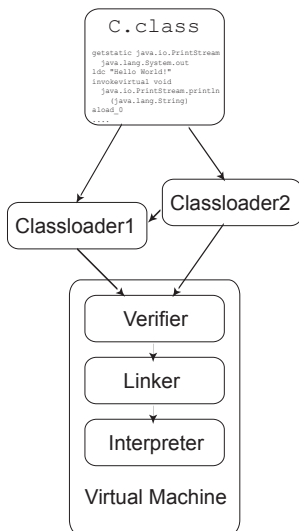 C.class
getstatic java.io.PrintStream
java.lang.System.out
ldc "Hello World!"
invokevirtual void
java.io.PrintStream.println
(java.lang.String)
aload_0
....
Classloader1
Classloader2
Verifier
Linker
Interpreter
Virtual Machine